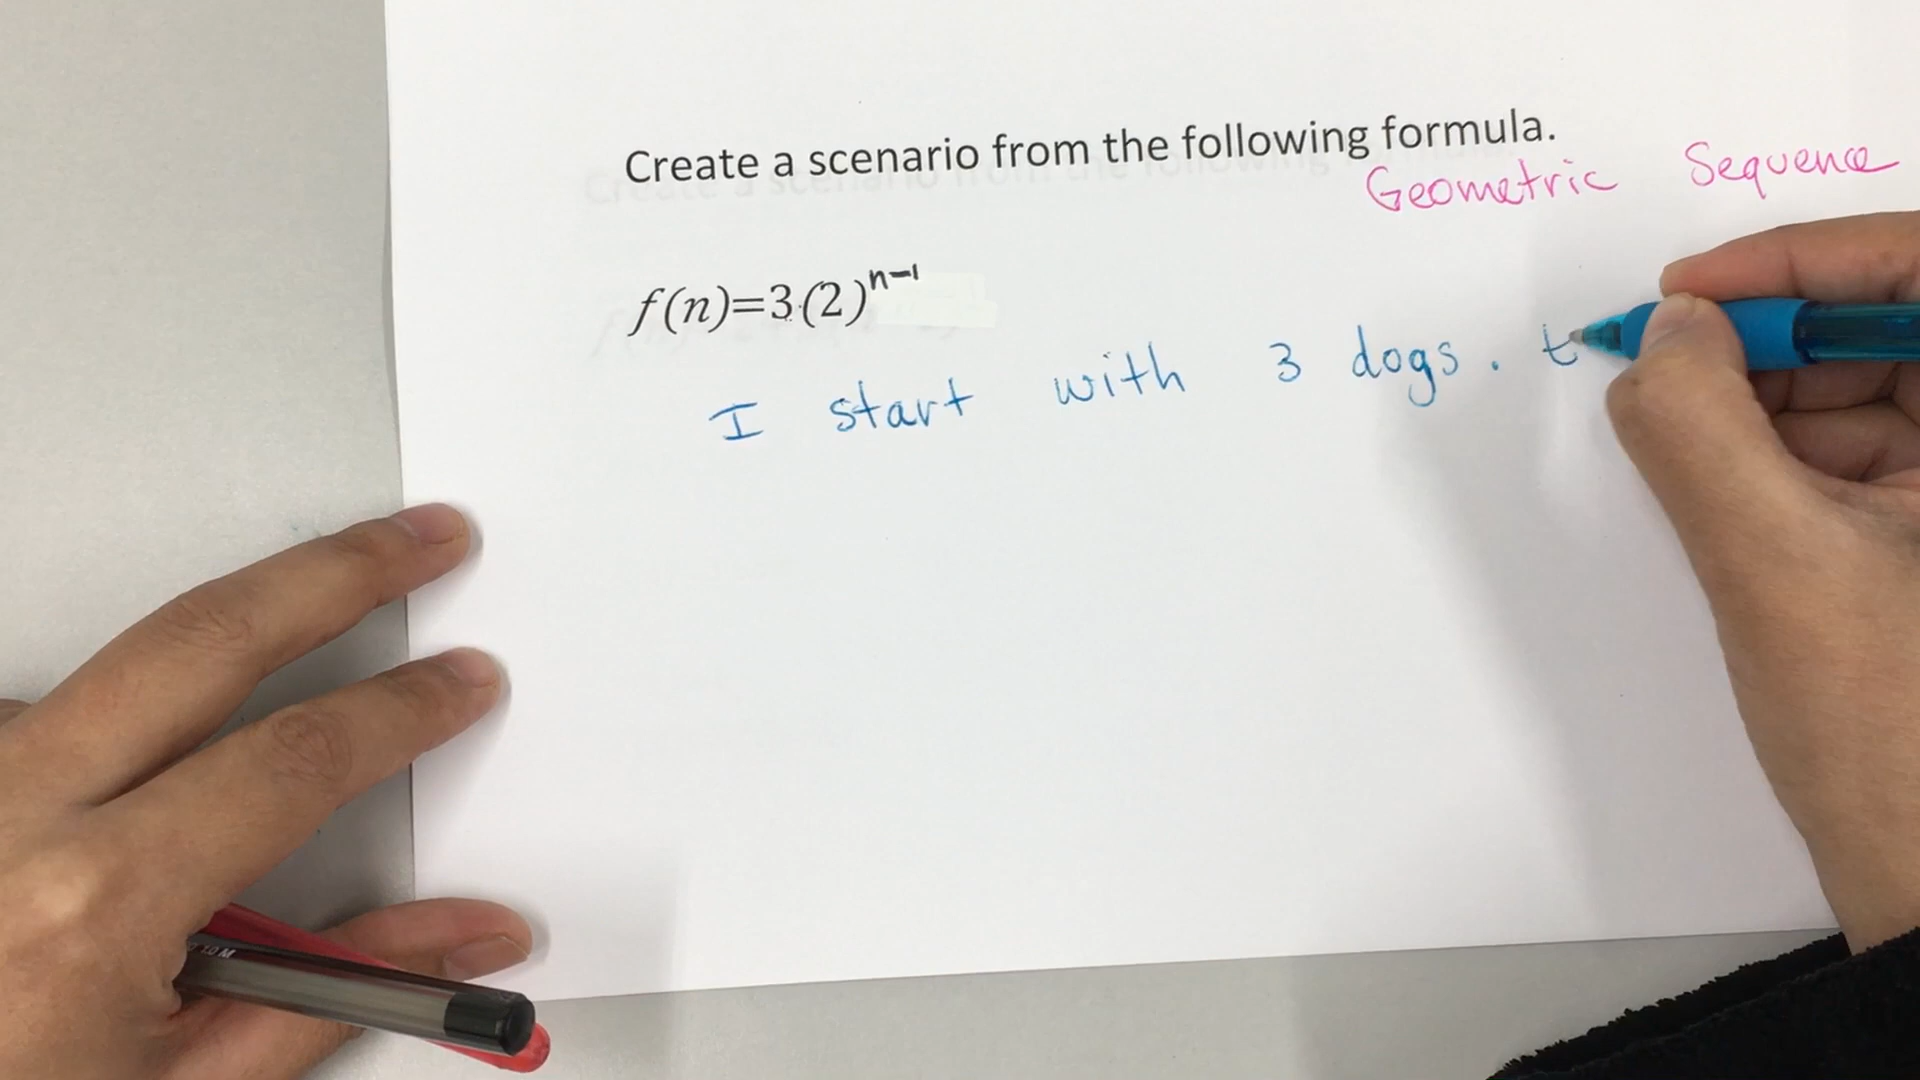 Create a scenario from the following formula.
Geometric Sequence
f(n)=3(2)ⁿ⁻¹
I start with 3 dogs. t